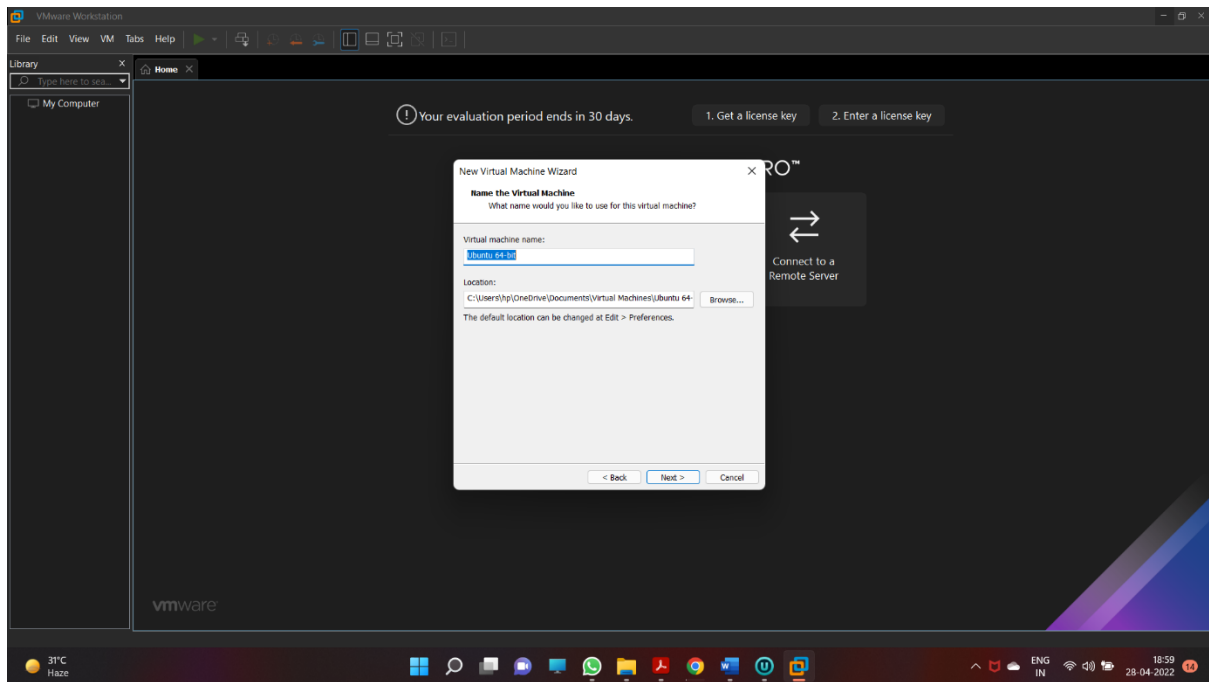 VMware Workstation
File Edit View VM Tabs Help
Library X
Home
Type here to sea...
My Computer
Your evaluation period ends in 30 days. 1. Get a license key 2. Enter a license key
RO™
New Virtual Machine Wizard
Name the Virtual Machine
What name would you like to use for this virtual machine?
Virtual machine name:
Ubuntu 64-bit
Location:
C:\Users\hp\OneDrive\Documents\Virtual Machines\Ubuntu 64-
Browse...
The default location can be changed at Edit > Preferences.
Connect to a
Remote Server
< Back Next > Cancel
vmware
31°C
Haze
ENG
IN
18:59
28-04-2022
14